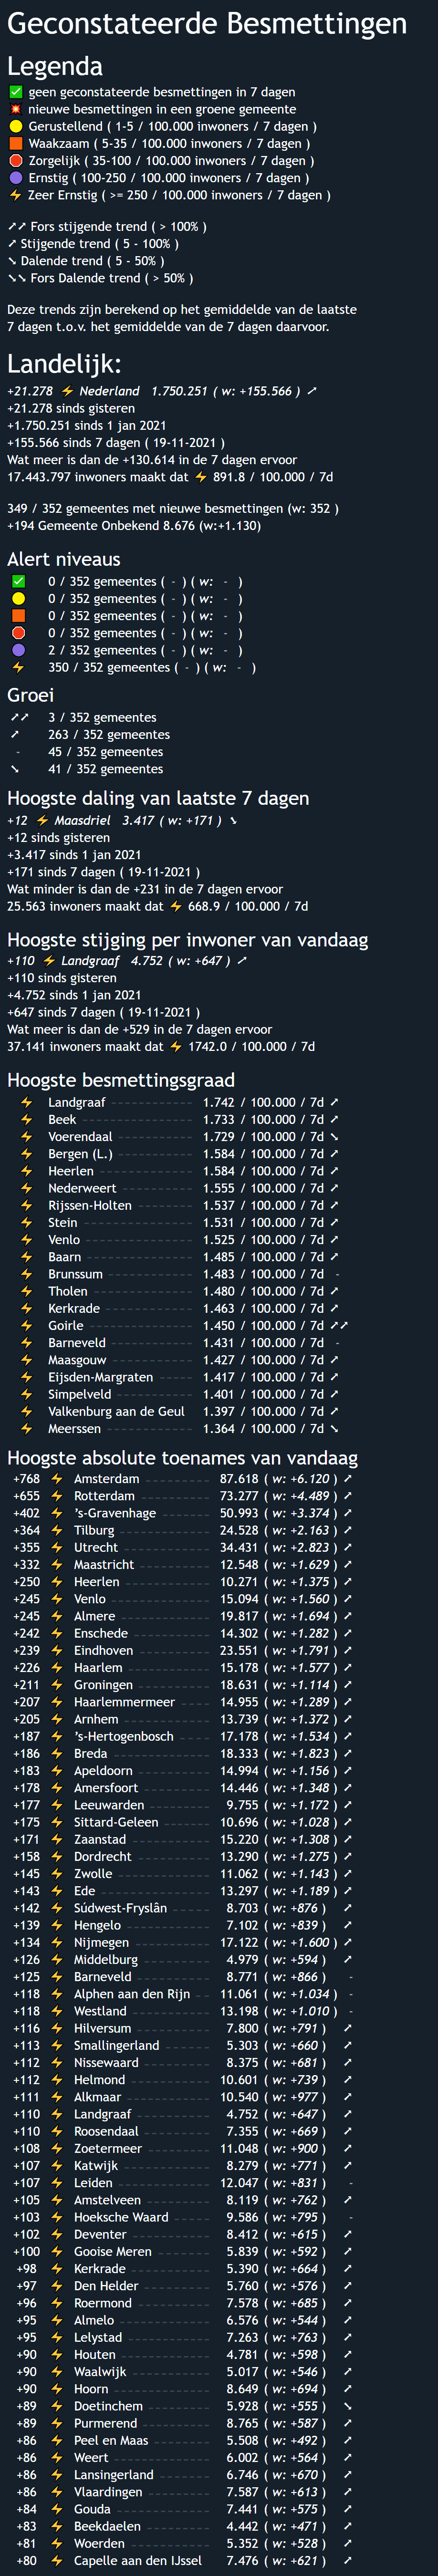 Geconstateerde Besmettingen
Legenda
✅ geen geconstateerde besmettingen in 7 dagen
💥 nieuwe besmettingen in een groene gemeente
🟡 Gerustellend ( 1-5 / 100.000 inwoners / 7 dagen )
🟧 Waakzaam ( 5-35 / 100.000 inwoners / 7 dagen )
🛑 Zorgelijk ( 35-100 / 100.000 inwoners / 7 dagen )
🟣 Ernstig ( 100-250 / 100.000 inwoners / 7 dagen )
⚡ Zeer Ernstig ( >= 250 / 100.000 inwoners / 7 dagen )
➚➚ Fors stijgende trend ( > 100% )
➚ Stijgende trend ( 5 - 100% )
➘ Dalende trend ( 5 - 50% )
➘➘ Fors Dalende trend ( > 50% )
Deze trends zijn berekend op het gemiddelde van de laatste
7 dagen t.o.v. het gemiddelde van de 7 dagen daarvoor.
Landelijk:
+21.278 ⚡ Nederland 1.750.251 ( w: +155.566 ) ➚
+21.278 sinds gisteren
+1.750.251 sinds 1 jan 2021
+155.566 sinds 7 dagen ( 19-11-2021 )
Wat meer is dan de +130.614 in de 7 dagen ervoor
17.443.797 inwoners maakt dat ⚡ 891.8 / 100.000 / 7d
349 / 352 gemeentes met nieuwe besmettingen (w: 352 )
+194 Gemeente Onbekend 8.676 (w:+1.130)
Alert niveaus
✅ 0 / 352 gemeentes ( - ) ( w: - )
🟡 0 / 352 gemeentes ( - ) ( w: - )
🟧 0 / 352 gemeentes ( - ) ( w: - )
🛑 0 / 352 gemeentes ( - ) ( w: - )
🟣 2 / 352 gemeentes ( - ) ( w: - )
⚡ 350 / 352 gemeentes ( - ) ( w: - )
Groei
➚➚ 3 / 352 gemeentes
➚ 263 / 352 gemeentes
- 45 / 352 gemeentes
➘ 41 / 352 gemeentes
Hoogste daling van laatste 7 dagen
+12 ⚡ Maasdriel 3.417 ( w: +171 ) ➘
+12 sinds gisteren
+3.417 sinds 1 jan 2021
+171 sinds 7 dagen ( 19-11-2021 )
Wat minder is dan de +231 in de 7 dagen ervoor
25.563 inwoners maakt dat ⚡ 668.9 / 100.000 / 7d
Hoogste stijging per inwoner van vandaag
+110 ⚡ Landgraaf 4.752 ( w: +647 ) ➚
+110 sinds gisteren
+4.752 sinds 1 jan 2021
+647 sinds 7 dagen ( 19-11-2021 )
Wat meer is dan de +529 in de 7 dagen ervoor
37.141 inwoners maakt dat ⚡ 1742.0 / 100.000 / 7d
Hoogste besmettingsgraad
⚡ Landgraaf 1.742 / 100.000 / 7d ➚
⚡ Beek 1.733 / 100.000 / 7d ➚
⚡ Voerendaal 1.729 / 100.000 / 7d ➘
⚡ Bergen (L.) 1.584 / 100.000 / 7d ➚
⚡ Heerlen 1.584 / 100.000 / 7d ➚
⚡ Nederweert 1.555 / 100.000 / 7d ➚
⚡ Rijssen-Holten 1.537 / 100.000 / 7d ➚
⚡ Stein 1.531 / 100.000 / 7d ➚
⚡ Venlo 1.525 / 100.000 / 7d ➚
⚡ Baarn 1.485 / 100.000 / 7d ➚
⚡ Brunssum 1.483 / 100.000 / 7d -
⚡ Tholen 1.480 / 100.000 / 7d ➚
⚡ Kerkrade 1.463 / 100.000 / 7d ➚
⚡ Goirle 1.450 / 100.000 / 7d ➚➚
⚡ Barneveld 1.431 / 100.000 / 7d -
⚡ Maasgouw 1.427 / 100.000 / 7d ➚
⚡ Eijsden-Margraten 1.417 / 100.000 / 7d ➚
⚡ Simpelveld 1.401 / 100.000 / 7d ➚
⚡ Valkenburg aan de Geul 1.397 / 100.000 / 7d ➚
⚡ Meerssen 1.364 / 100.000 / 7d ➘
Hoogste absolute toenames van vandaag
+768 ⚡ Amsterdam 87.618 ( w: +6.120 ) ➚
+655 ⚡ Rotterdam 73.277 ( w: +4.489 ) ➚
+402 ⚡ 's-Gravenhage 50.993 ( w: +3.374 ) ➚
+364 ⚡ Tilburg 24.528 ( w: +2.163 ) ➚
+355 ⚡ Utrecht 34.431 ( w: +2.823 ) ➚
+332 ⚡ Maastricht 12.548 ( w: +1.629 ) ➚
+250 ⚡ Heerlen 10.271 ( w: +1.375 ) ➚
+245 ⚡ Venlo 15.094 ( w: +1.560 ) ➚
+245 ⚡ Almere 19.817 ( w: +1.694 ) ➚
+242 ⚡ Enschede 14.302 ( w: +1.282 ) ➚
+239 ⚡ Eindhoven 23.551 ( w: +1.791 ) ➚
+226 ⚡ Haarlem 15.178 ( w: +1.577 ) ➚
+211 ⚡ Groningen 18.631 ( w: +1.114 ) ➚
+207 ⚡ Haarlemmermeer 14.955 ( w: +1.289 ) ➚
+205 ⚡ Arnhem 13.739 ( w: +1.372 ) ➚
+187 ⚡ 's-Hertogenbosch 17.178 ( w: +1.534 ) ➚
+186 ⚡ Breda 18.333 ( w: +1.823 ) ➚
+183 ⚡ Apeldoorn 14.994 ( w: +1.156 ) ➚
+178 ⚡ Amersfoort 14.446 ( w: +1.348 ) ➚
+177 ⚡ Leeuwarden 9.755 ( w: +1.172 ) ➚
+175 ⚡ Sittard-Geleen 10.696 ( w: +1.028 ) ➚
+171 ⚡ Zaanstad 15.220 ( w: +1.308 ) ➚
+158 ⚡ Dordrecht 13.290 ( w: +1.275 ) ➚
+145 ⚡ Zwolle 11.062 ( w: +1.143 ) ➚
+143 ⚡ Ede 13.297 ( w: +1.189 ) ➚
+142 ⚡ Súdwest-Fryslân 8.703 ( w: +876 ) ➚
+139 ⚡ Hengelo 7.102 ( w: +839 ) ➚
+134 ⚡ Nijmegen 17.122 ( w: +1.600 ) ➚
+126 ⚡ Middelburg 4.979 ( w: +594 ) ➚
+125 ⚡ Barneveld 8.771 ( w: +866 ) -
+118 ⚡ Alphen aan den Rijn 11.061 ( w: +1.034 ) -
+118 ⚡ Westland 13.198 ( w: +1.010 ) -
+116 ⚡ Hilversum 7.800 ( w: +791 ) ➚
+113 ⚡ Smallingerland 5.303 ( w: +660 ) ➚
+112 ⚡ Nissewaard 8.375 ( w: +681 ) ➚
+112 ⚡ Helmond 10.601 ( w: +739 ) ➚
+111 ⚡ Alkmaar 10.540 ( w: +977 ) ➚
+110 ⚡ Landgraaf 4.752 ( w: +647 ) ➚
+110 ⚡ Roosendaal 7.355 ( w: +669 ) ➚
+108 ⚡ Zoetermeer 11.048 ( w: +900 ) ➚
+107 ⚡ Katwijk 8.279 ( w: +771 ) ➚
+107 ⚡ Leiden 12.047 ( w: +831 ) -
+105 ⚡ Amstelveen 8.119 ( w: +762 ) ➚
+103 ⚡ Hoeksche Waard 9.586 ( w: +795 ) -
+102 ⚡ Deventer 8.412 ( w: +615 ) ➚
+100 ⚡ Gooise Meren 5.839 ( w: +592 ) ➚
+98 ⚡ Kerkrade 5.390 ( w: +664 ) ➚
+97 ⚡ Den Helder 5.760 ( w: +576 ) ➚
+96 ⚡ Roermond 7.578 ( w: +685 ) ➚
+95 ⚡ Almelo 6.576 ( w: +544 ) ➚
+95 ⚡ Lelystad 7.263 ( w: +763 ) ➚
+90 ⚡ Houten 4.781 ( w: +598 ) ➚
+90 ⚡ Waalwijk 5.017 ( w: +546 ) ➚
+90 ⚡ Hoorn 8.649 ( w: +694 ) ➚
+89 ⚡ Doetinchem 5.928 ( w: +555 ) ➘
+89 ⚡ Purmerend 8.765 ( w: +587 ) ➚
+86 ⚡ Peel en Maas 5.508 ( w: +492 ) ➚
+86 ⚡ Weert 6.002 ( w: +564 ) ➚
+86 ⚡ Lansingerland 6.746 ( w: +670 ) ➚
+86 ⚡ Vlaardingen 7.587 ( w: +613 ) ➚
+84 ⚡ Gouda 7.441 ( w: +575 ) ➚
+83 ⚡ Beekdaelen 4.442 ( w: +471 ) ➚
+81 ⚡ Woerden 5.352 ( w: +528 ) ➚
+80 ⚡ Capelle aan den IJssel 7.476 ( w: +621 ) ➚